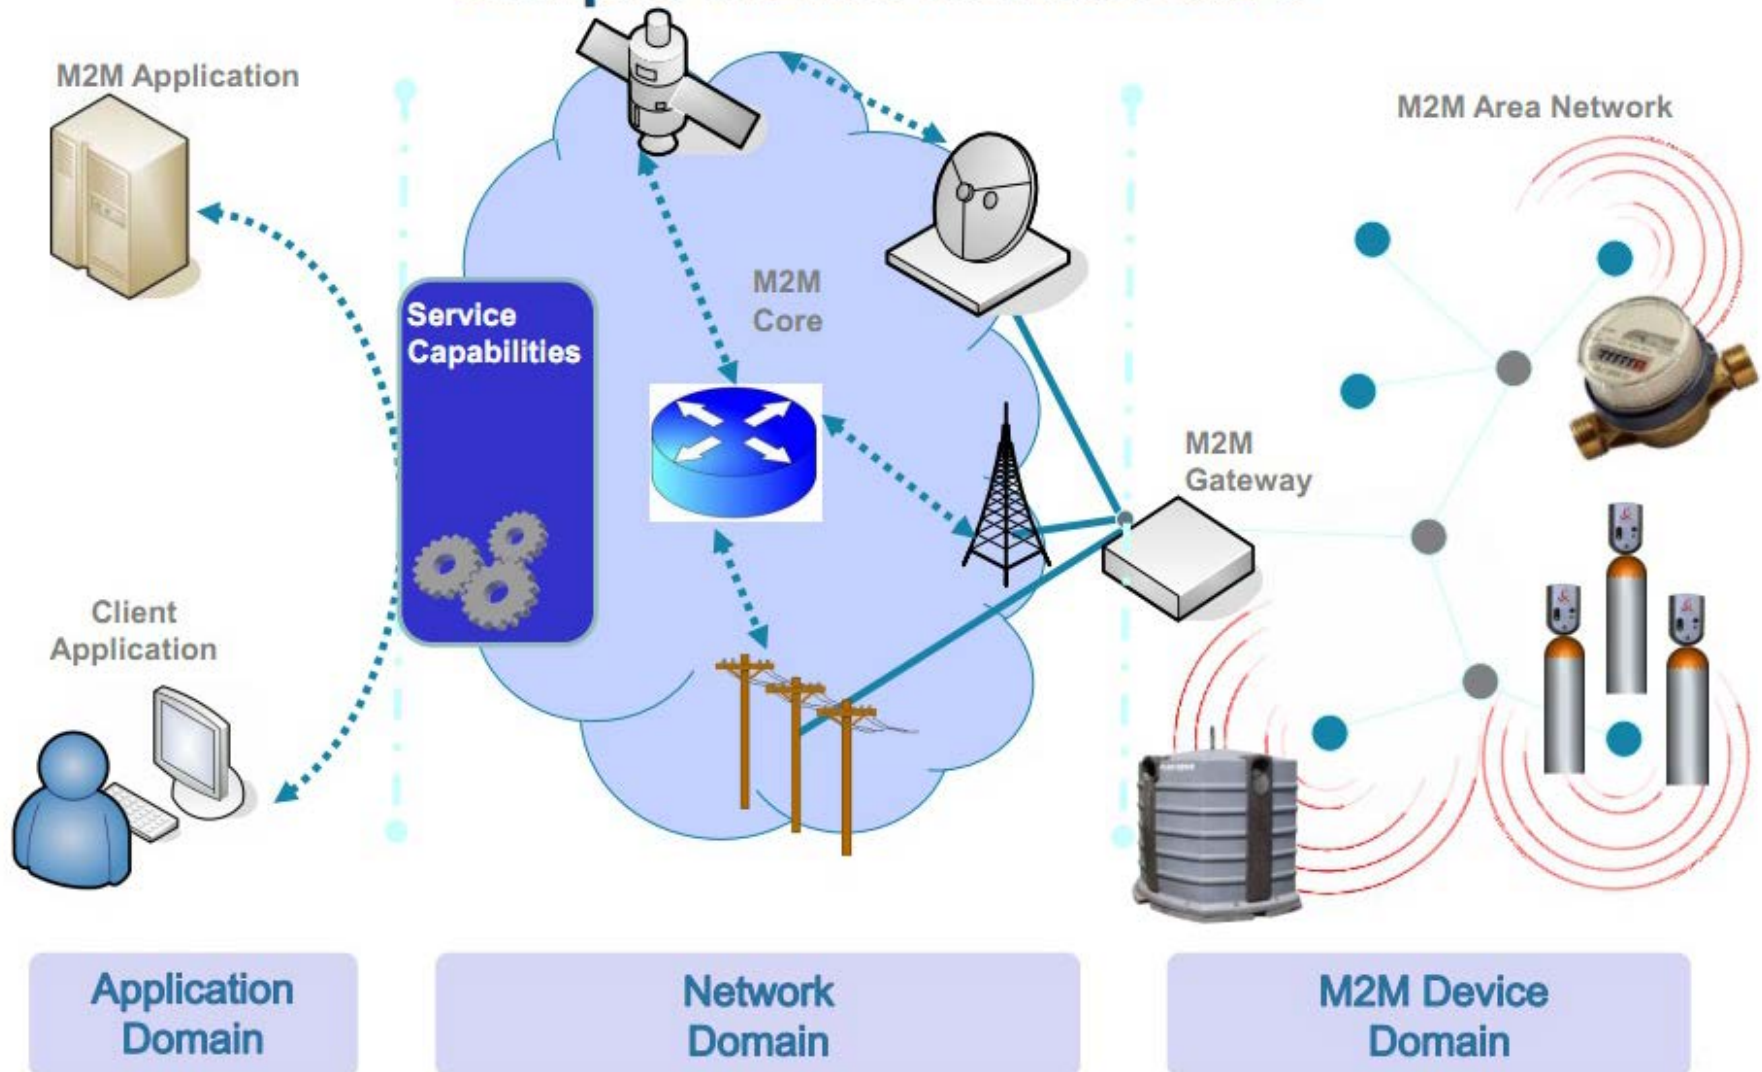 M2M Application
M2M Area Network
Service
Capabilities
M2M
Core
M2M
Gateway
Client
Application
Application
Domain
Network
Domain
M2M Device
Domain